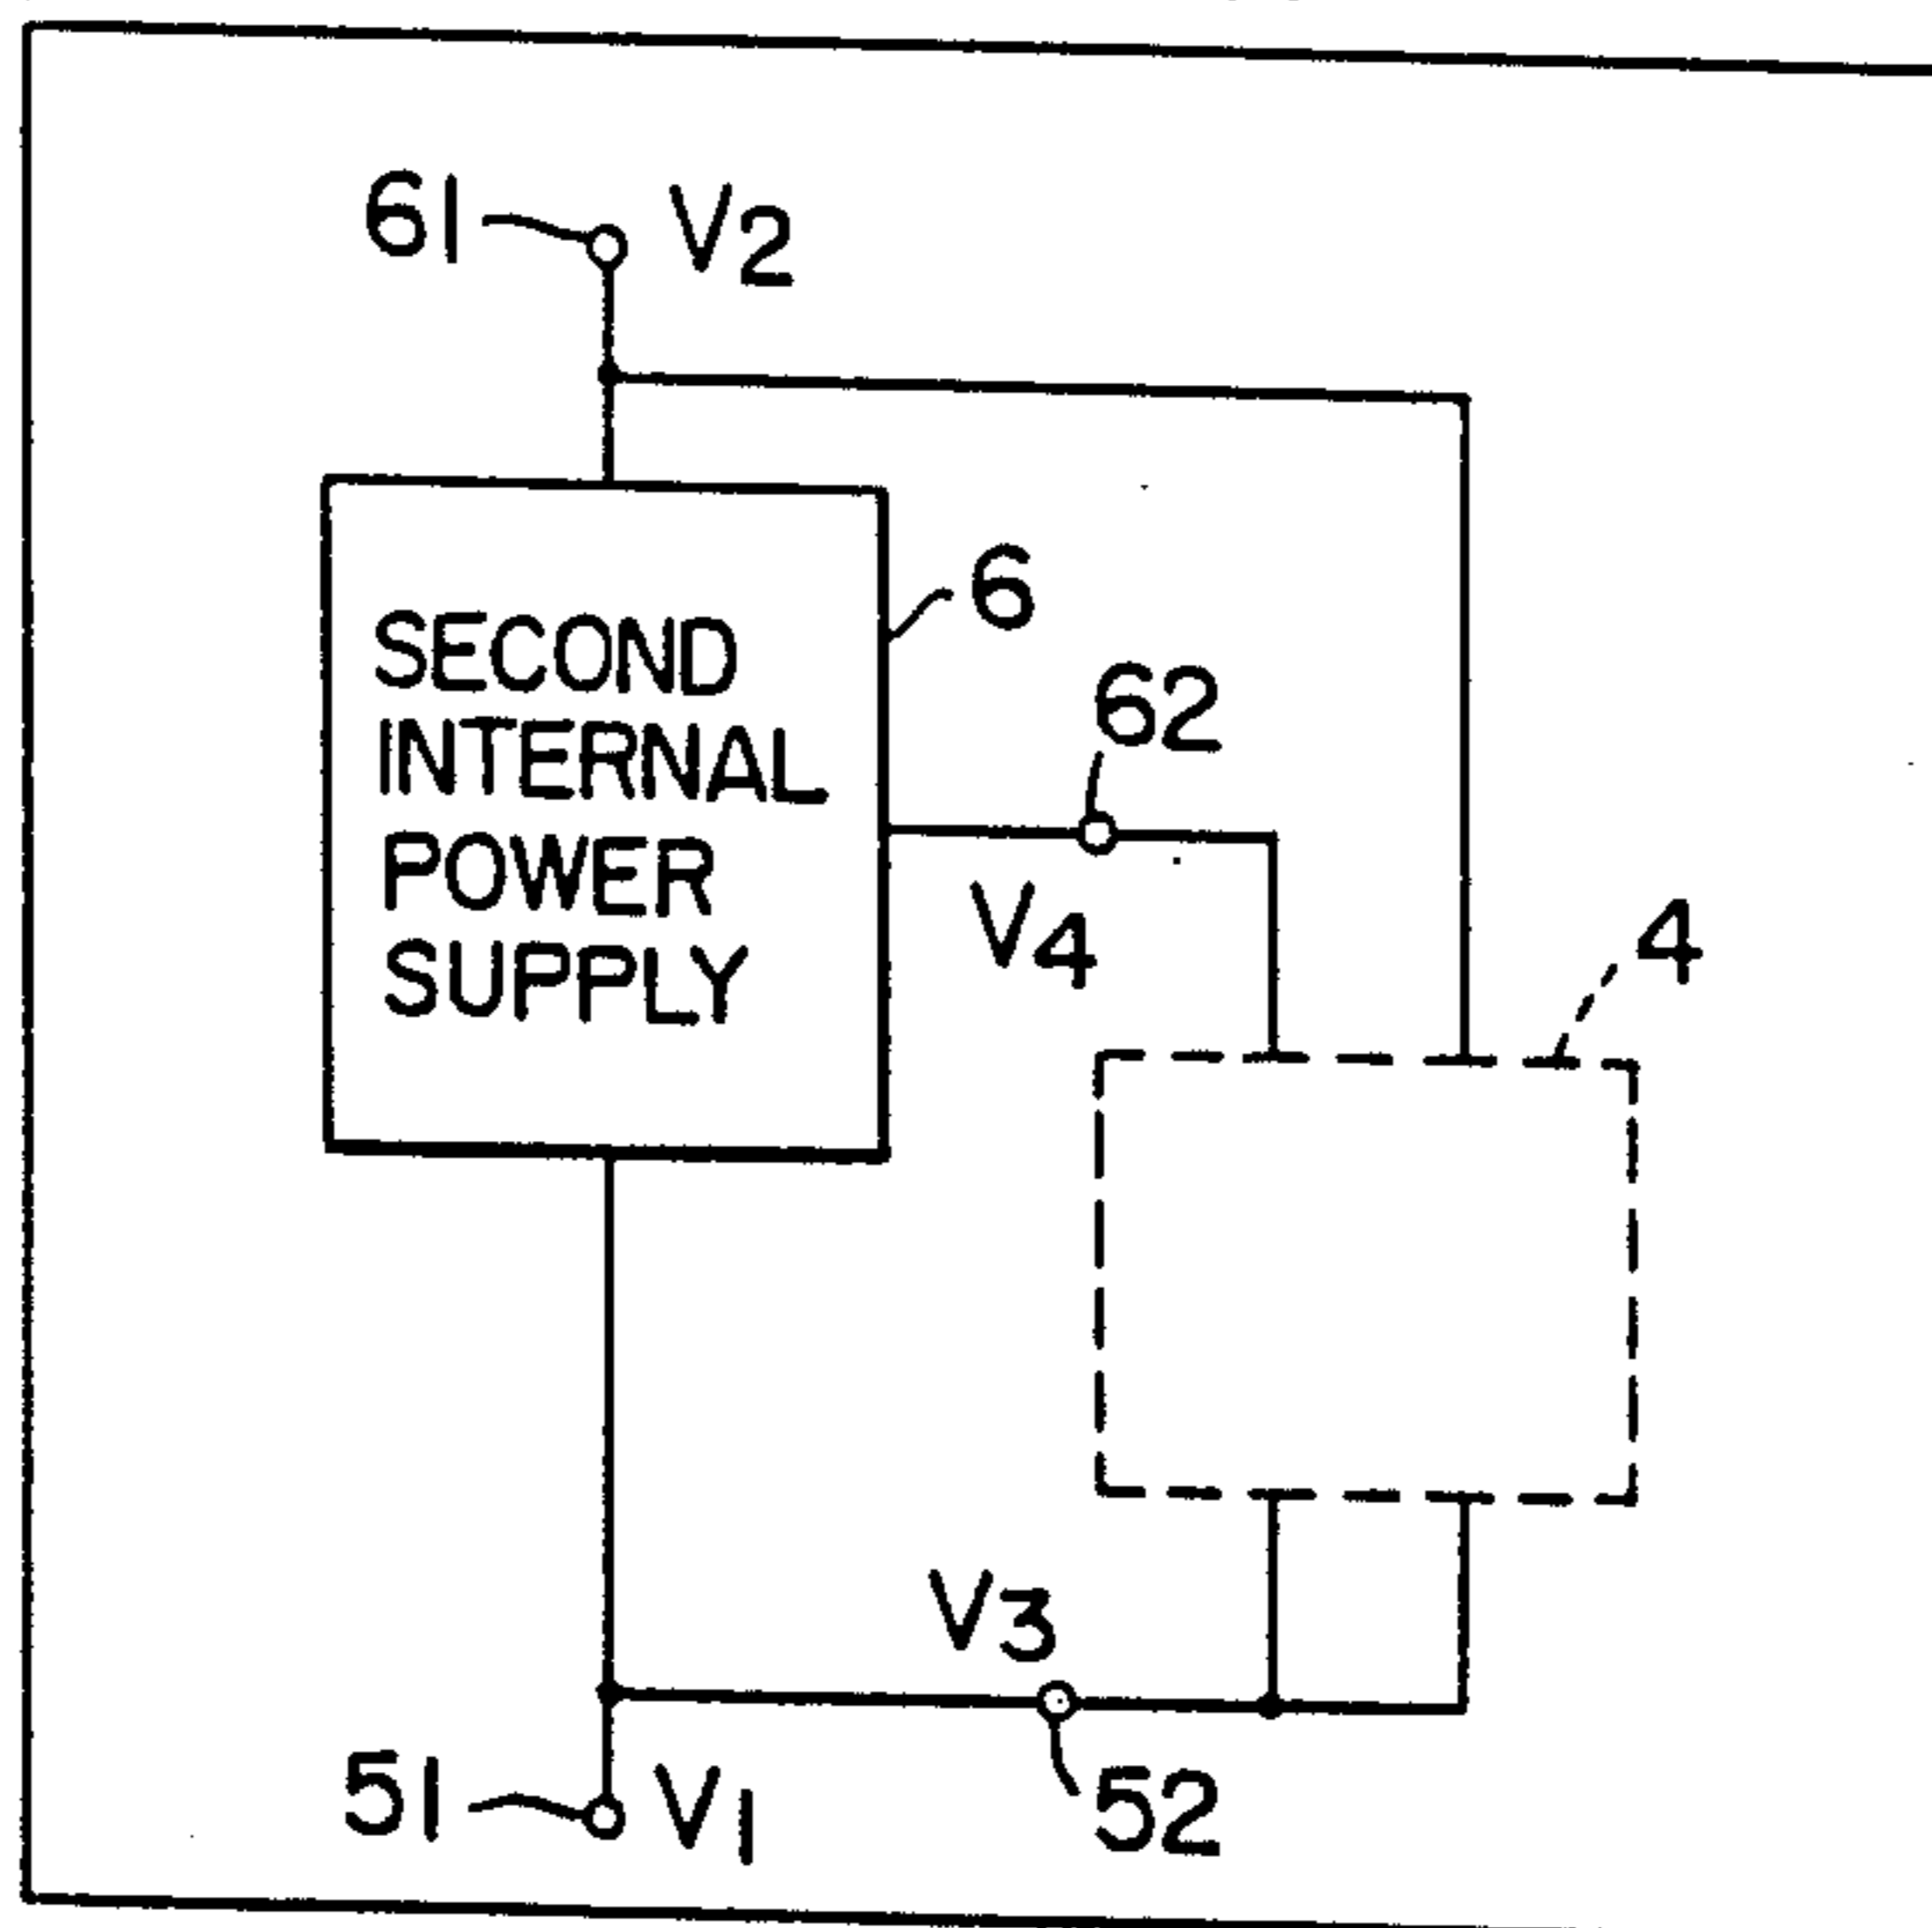 61 V2
SECOND
INTERNAL
POWER
SUPPLY
6
62
V4
4
V3
51 V1
52